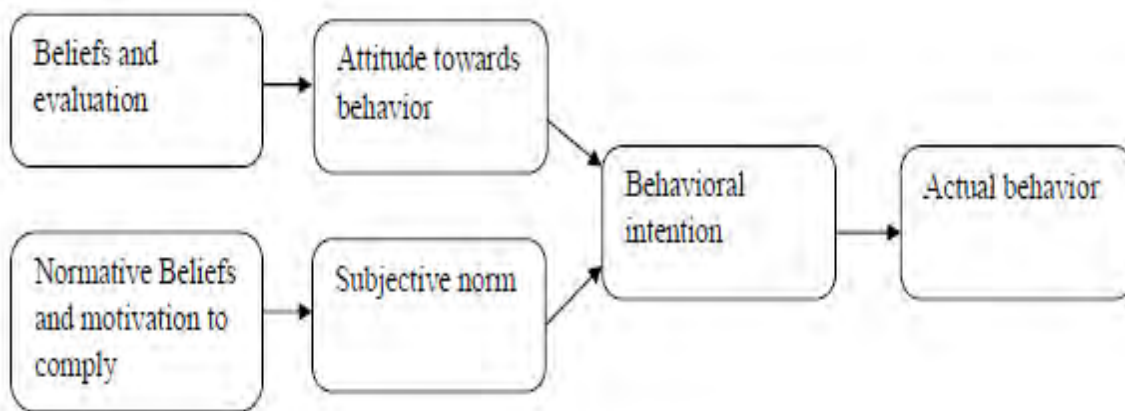 Beliefs and
evaluation
Attitude towards
behavior
Normative Beliefs
and motivation to
comply
Subjective norm
Behavioral
intention
Actual behavior